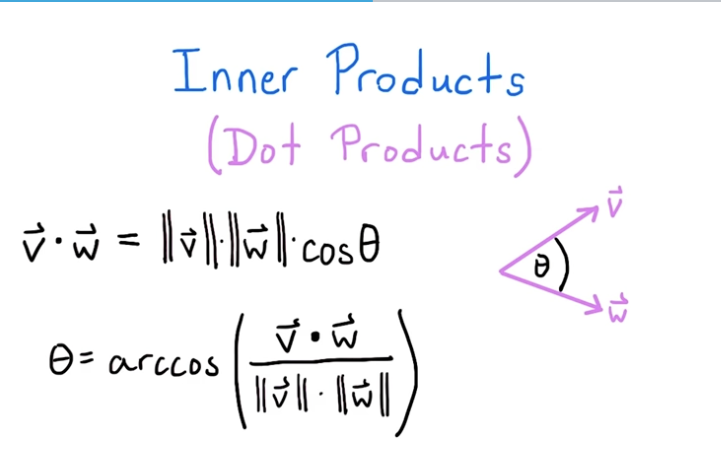 Inner Products
(Dot Products)
v⃗ · w⃗ = ‖v⃗‖·‖w⃗‖·cosθ
v⃗
θ
w⃗
θ = arccos(v⃗ · w⃗ / ‖v⃗‖ · ‖w⃗‖)